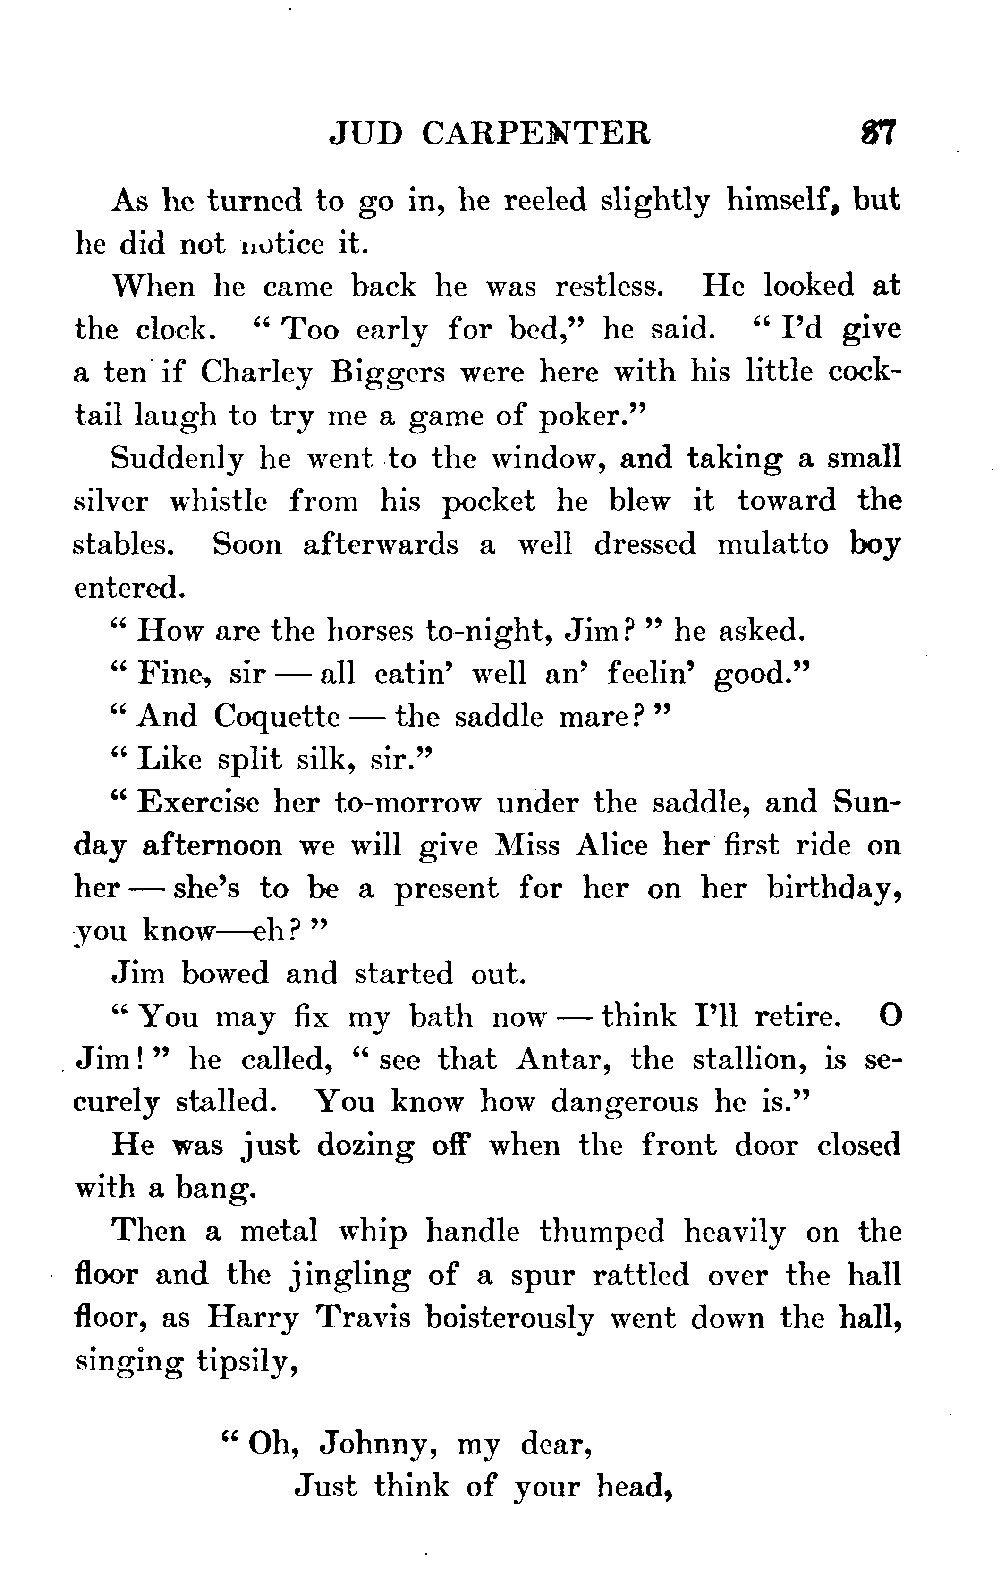 JUD CARPENTER 87
As he turned to go in, he reeled slightly himself, but
he did not notice it.
When he came back he was restless. He looked at
the clock. “ Too early for bed,” he said. “ I’d give
a ten if Charley Biggers were here with his little cock-
tail laugh to try me a game of poker.”
Suddenly he went to the window, and taking a small
silver whistle from his pocket he blew it toward the
stables. Soon afterwards a well dressed mulatto boy
entered.
“ How are the horses to-night, Jim? ” he asked.
“ Fine, sir — all eatin’ well an’ feelin’ good.”
“ And Coquette — the saddle mare? ”
“ Like split silk, sir.”
“ Exercise her to-morrow under the saddle, and Sun-
day afternoon we will give Miss Alice her first ride on
her — she’s to be a present for her on her birthday,
you know—eh? ”
Jim bowed and started out.
“ You may fix my bath now — think I’ll retire. O
Jim! ” he called, “ see that Antar, the stallion, is se-
curely stalled. You know how dangerous he is.”
He was just dozing off when the front door closed
with a bang.
Then a metal whip handle thumped heavily on the
floor and the jingling of a spur rattled over the hall
floor, as Harry Travis boisterously went down the hall,
singing tipsily,
“ Oh, Johnny, my dear,
Just think of your head,